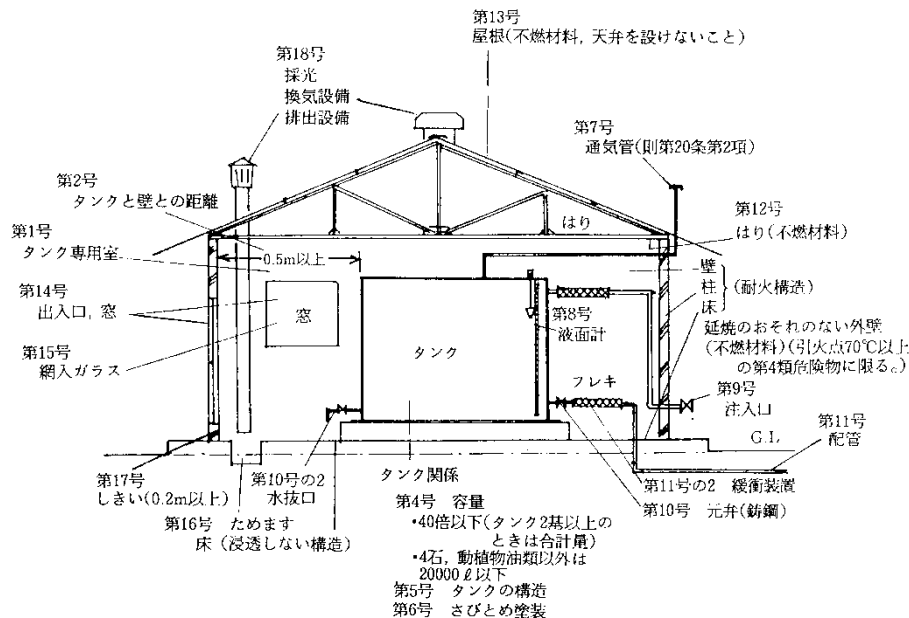 第13号
屋根(不燃材料，天弁を設けないこと)
第18号
採光
換気設備
排出設備
第7号
通気管(則第20条第2項)
第2号
タンクと壁との距離
第12号
はり(不燃材料)
はり
第1号
タンク専用室
0.5m以上
壁
柱
床
(耐火構造)
第14号
出入口，窓
窓
第8号
液面計
タンク
延焼のおそれのない外壁
(不燃材料)(引火点70℃以上
の第4類危険物に限る。)
第15号
網入ガラス
フレキ
第9号
注入口
G.L
第11号
配管
第17号
しきい(0.2m以上)
第10号の2
水抜口
タンク関係
第11号の2 緩衝装置
第10号 元弁(鋳鋼)
第16号 ためます
床(浸透しない構造)
第4号 容量
・40倍以下(タンク2基以上の
ときは合計量)
・4石，動植物油類以外は
20000ℓ以下
第5号 タンクの構造
第6号 さびとめ塗装